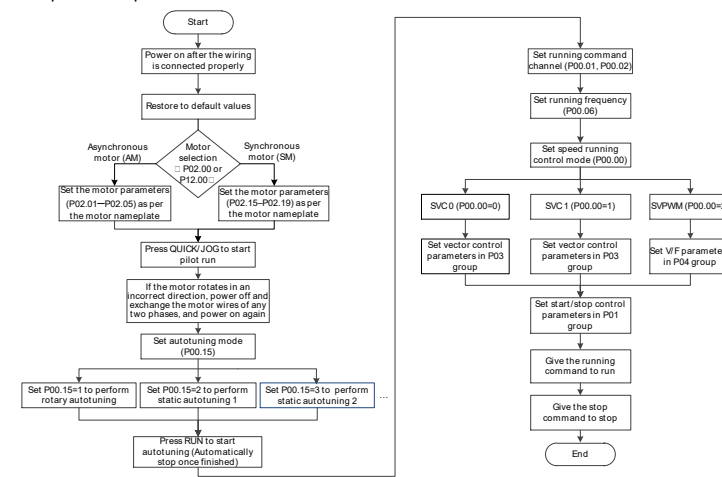 Start
Power on after the wiring
is connected properly
Restore to default values
Asynchronous
motor (AM)
Motor
selection
□ P02.00 or
P12.00□
Synchronous
motor (SM)
Set the motor parameters
(P02.01—P02.05) as per
the motor nameplate
Set the motor parameters
(P02.15–P02.19) as per
the motor nameplate
Press QUICK/JOG to start
pilot run
If the motor rotates in an
incorrect direction, power off and
exchange the motor wires of any
two phases, and power on again
Set autotuning mode
(P00.15)
Set P00.15=1 to perform
rotary autotuning
Set P00.15=2 to perform
static autotuning 1
Set P00.15=3 to perform
static autotuning 2
...
Press RUN to start
autotuning (Automatically
stop once finished)
Set running command
channel (P00.01, P00.02)
Set running frequency
(P00.06)
Set speed running
control mode (P00.00)
SVC 0 (P00.00=0)
SVC 1 (P00.00=1)
SVPWM (P00.00=
Set vector control
parameters in P03
group
Set vector control
parameters in P03
group
Set V/F paramete
in P04 group
Set start/stop control
parameters in P01
group
Give the running
command to run
Give the stop
command to stop
End